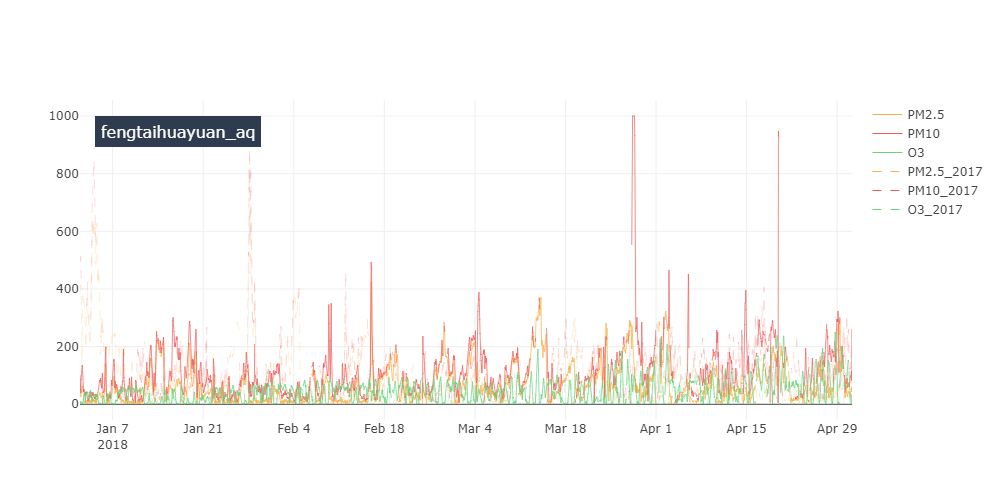 fengtaihuayuan_aq
1000
800
600
400
200
0
Jan 7
2018
Jan 21
Feb 4
Feb 18
Mar 4
Mar 18
Apr 1
Apr 15
Apr 29
PM2.5
PM10
O3
PM2.5_2017
PM10_2017
O3_2017